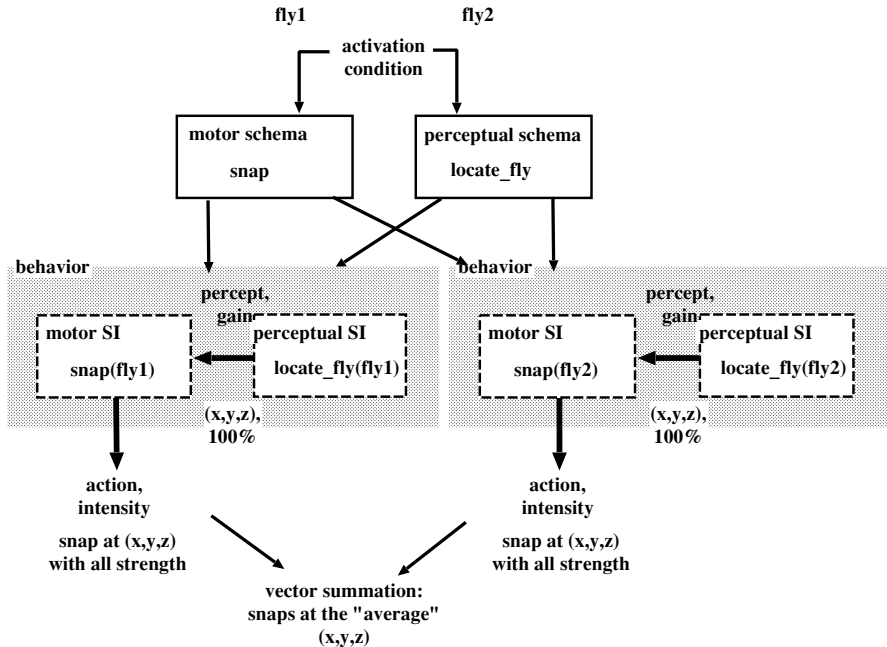 fly1 fly2
activation
condition
motor schema
snap
perceptual schema
locate_fly
behavior
percept,
gain
motor SI
snap(fly1)
perceptual SI
locate_fly(fly1)
(x,y,z),
100%
behavior
percept,
gain
motor SI
snap(fly2)
perceptual SI
locate_fly(fly2)
(x,y,z),
100%
action,
intensity
snap at (x,y,z)
with all strength
action,
intensity
snap at (x,y,z)
with all strength
vector summation:
snaps at the "average"
(x,y,z)